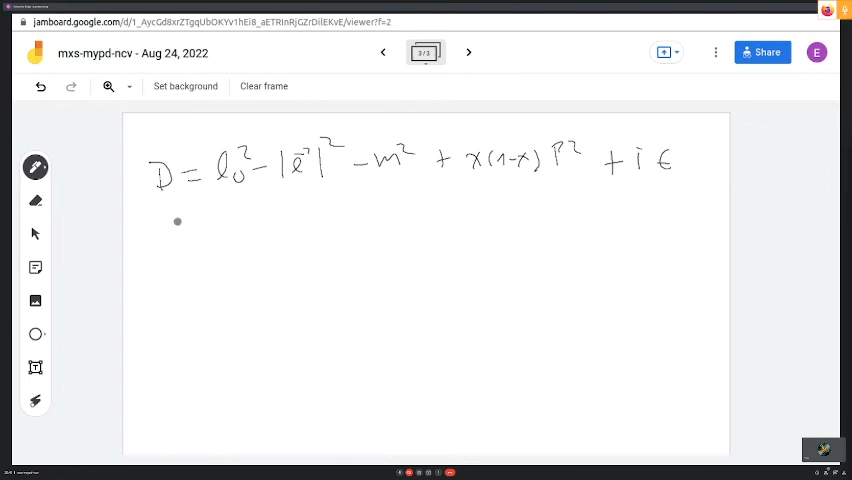 jamboard.google.com/d/1_AycGd8xrZTgqUbOKYv1hEi8_aETRInRjGZrDilEKvE/viewer?f=2
mxs-mypd-ncv - Aug 24, 2022
3/3
Share
E
Set background
Clear frame
D = l₀² - |l⃗|² - m² + x(1-x) P² + i ε